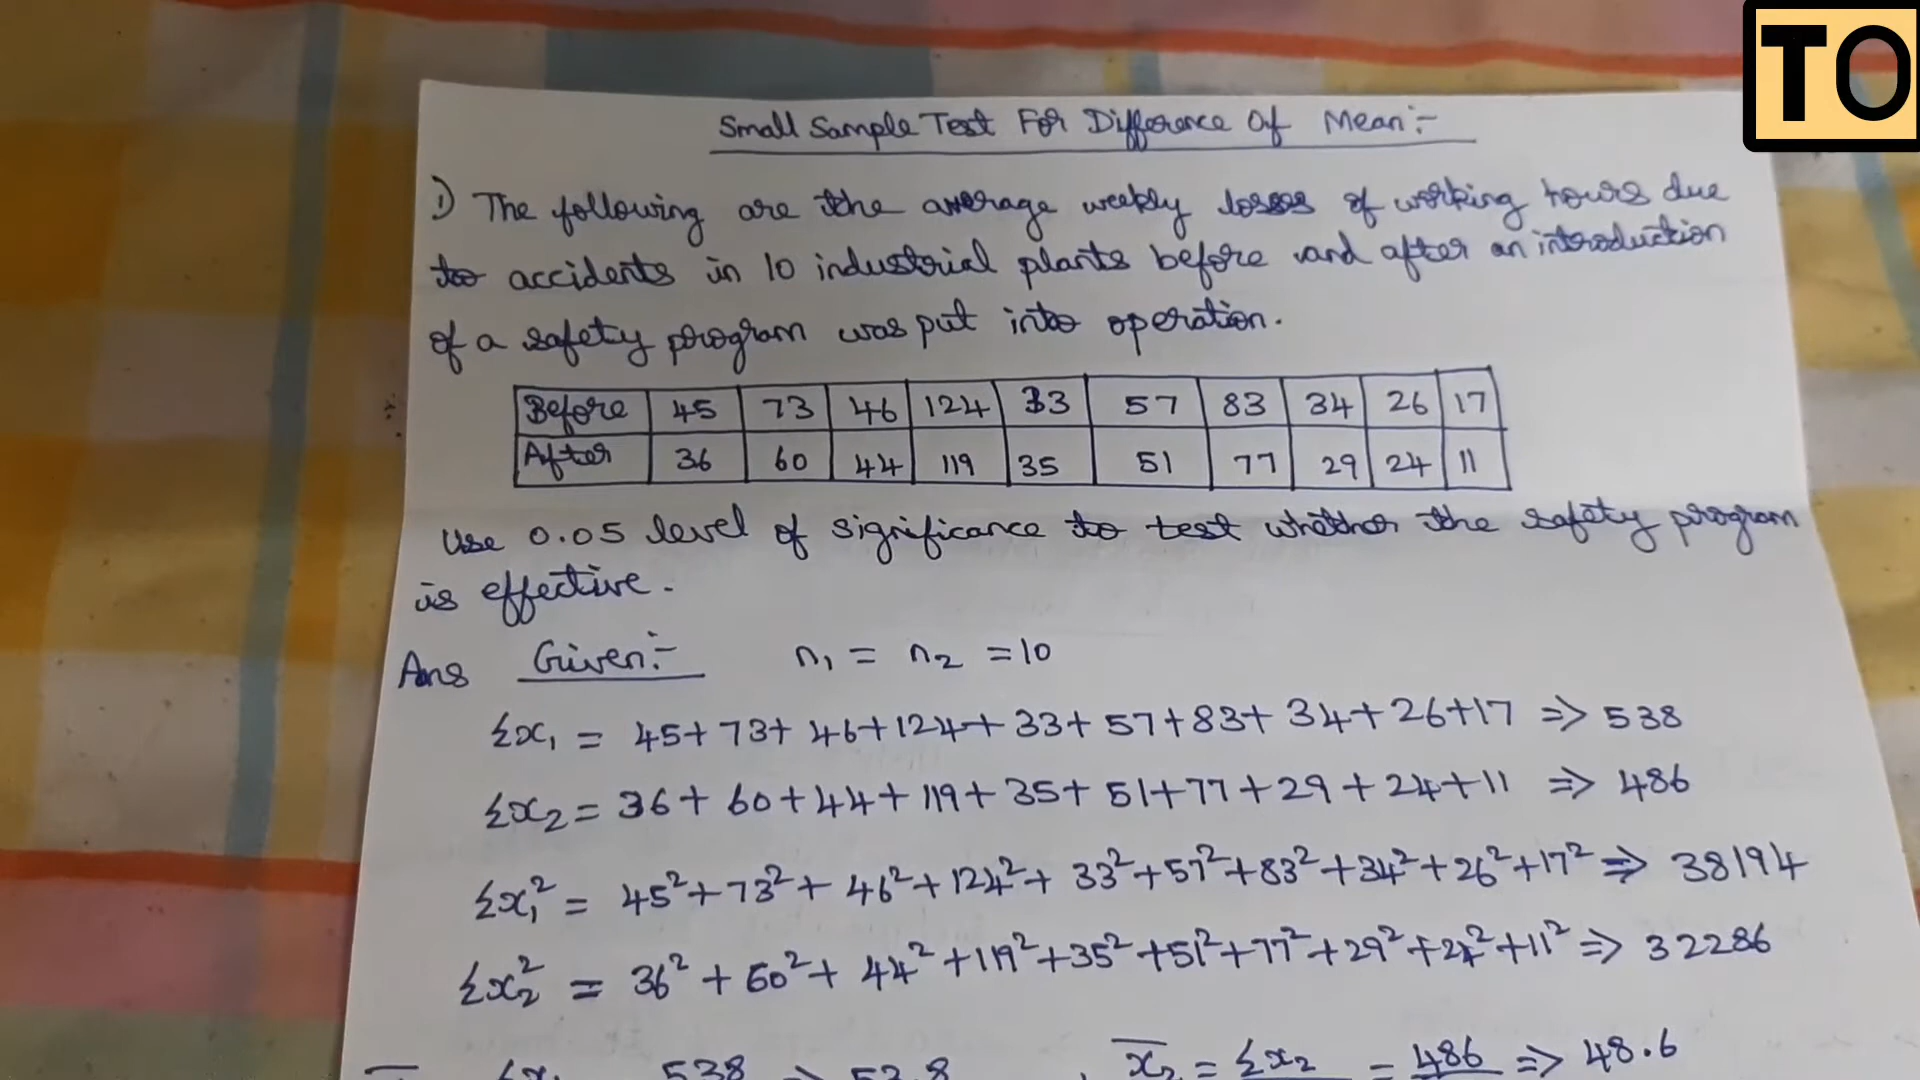 TO
Small Sample Test For Difference Of Mean:-
1) The following are the average weekly losses of working hours due
to accidents in 10 industrial plants before and after an introduction
of a safety program was put into operation.
Before 45 73 46 124 33 57 83 34 26 17
After 36 60 44 119 35 51 77 29 24 11
Use 0.05 level of significance to test whether the safety program
is effective.
Ans Given:- n₁ = n₂ = 10
Σx₁ = 45+73+46+124+33+57+83+34+26+17 => 538
Σx₂ = 36+60+44+119+35+51+77+29+24+11 => 486
Σx₁² = 45²+73²+46²+124²+33²+57²+83²+34²+26²+17² => 38194
Σx₂² = 36²+60²+44²+119²+35²+51²+77²+29²+24²+11² => 32286
538 53.8 x̄₂ = Σx₂ = 486 => 48.6